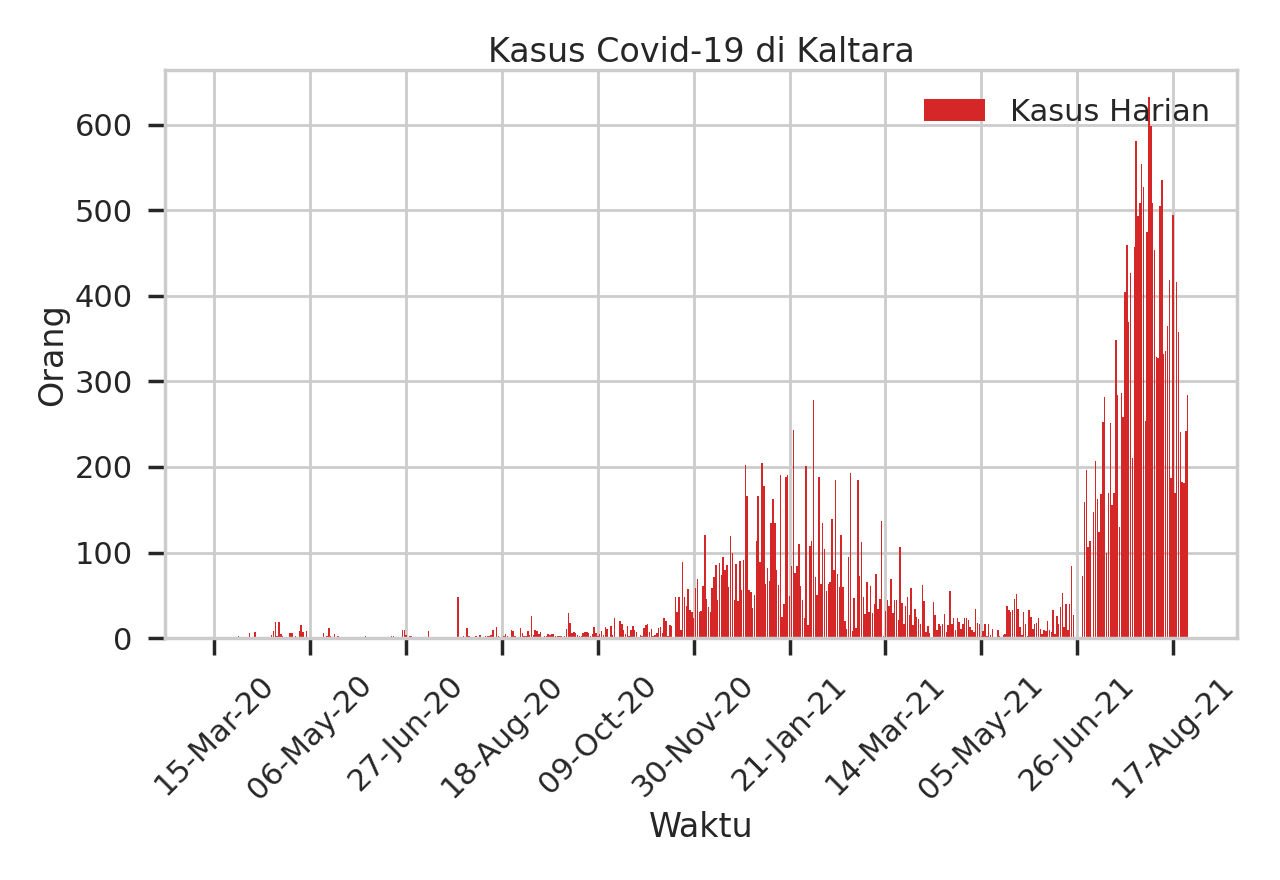 Kasus Covid-19 di Kaltara
Kasus Harian
Orang
600
500
400
300
200
100
0
15-Mar-20
06-May-20
27-Jun-20
18-Aug-20
09-Oct-20
30-Nov-20
21-Jan-21
14-Mar-21
05-May-21
26-Jun-21
17-Aug-21
Waktu